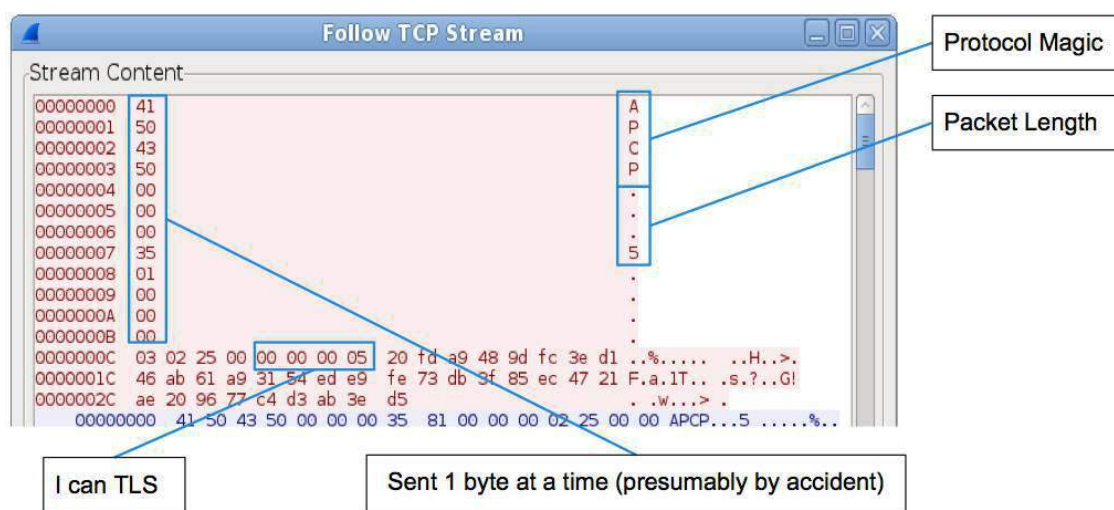 Follow TCP Stream
Protocol Magic
Stream Content
00000000 41 A
00000001 50 P
00000002 43 C
00000003 50 P
00000004 00 .
Packet Length
00000005 00 .
00000006 00 .
00000007 35 5
00000008 01 .
00000009 00 .
0000000A 00 .
0000000B 00 .
0000000C 03 02 25 00 00 00 00 05 20 fd a9 48 9d fc 3e d1 ..%..... ..H..>.
0000001C 46 ab 61 a9 31 54 ed e9 fe 73 db 3f 85 ec 47 21 F.a.1T.. .s.?..G!
0000002C ae 20 96 77 c4 d3 ab 3e d5 . .w...> .
00000000 41 50 43 50 00 00 00 35 81 00 00 00 02 25 00 00 APCP...5 .....%..
I can TLS
Sent 1 byte at a time (presumably by accident)